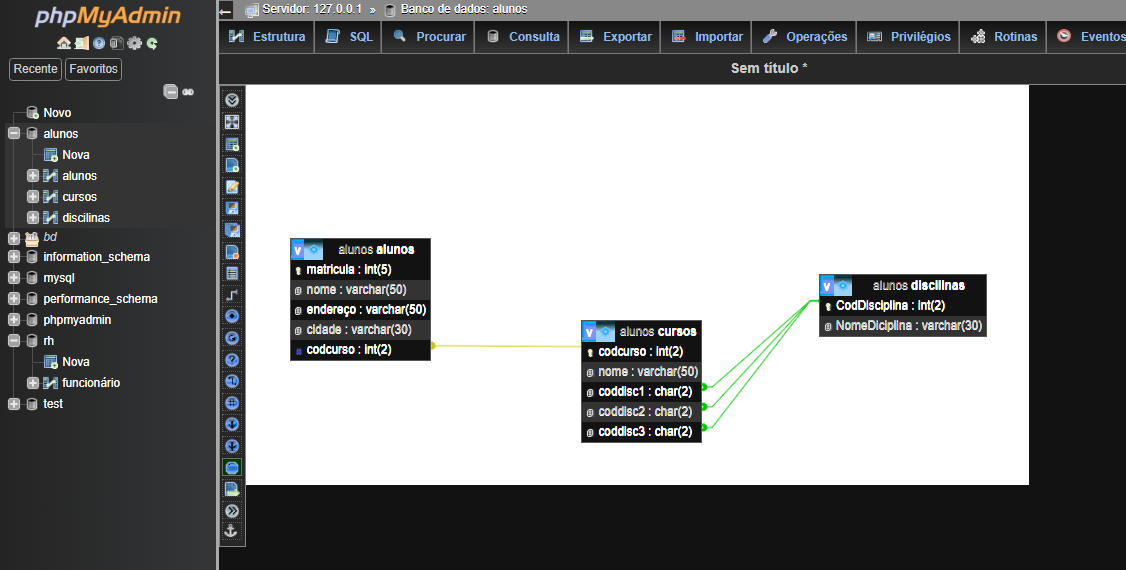 phpMyAdmin
Recente Favoritos
Novo
alunos
Nova
alunos
cursos
discilinas
bd
information_schema
mysql
performance_schema
phpmyadmin
rh
Nova
funcionário
test
Servidor: 127.0.0.1 » Banco de dados: alunos
Estrutura SQL Procurar Consulta Exportar Importar Operações Privilégios Rotinas Eventos
Sem título *
alunos alunos
matricula : int(5)
nome : varchar(50)
endereço : varchar(50)
cidade : varchar(30)
codcurso : int(2)
alunos cursos
codcurso : int(2)
nome : varchar(50)
coddisc1 : char(2)
coddisc2 : char(2)
coddisc3 : char(2)
alunos discilinas
CodDisciplina : int(2)
NomeDiciplina : varchar(30)